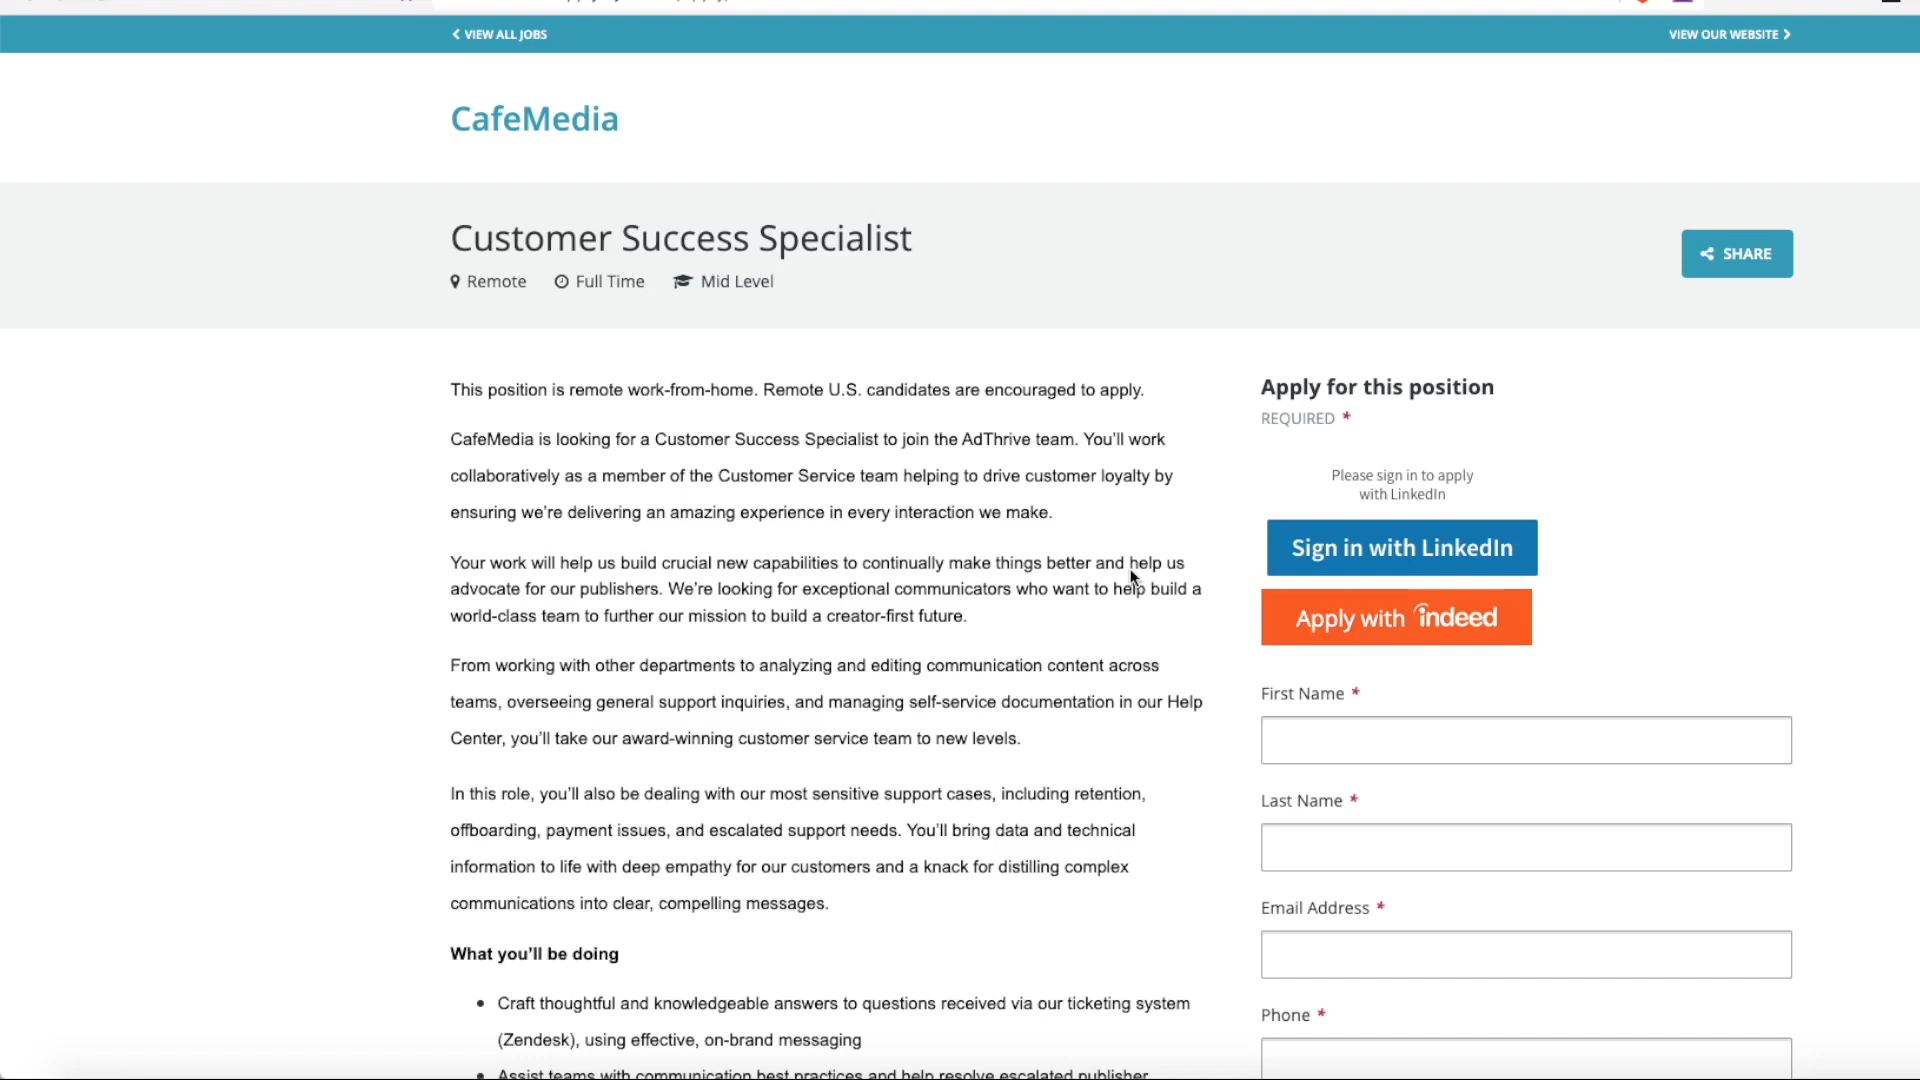 VIEW ALL JOBS
VIEW OUR WEBSITE
CafeMedia
Customer Success Specialist
Remote Full Time Mid Level
SHARE
This position is remote work-from-home. Remote U.S. candidates are encouraged to apply.
CafeMedia is looking for a Customer Success Specialist to join the AdThrive team. You’ll work
collaboratively as a member of the Customer Service team helping to drive customer loyalty by
ensuring we’re delivering an amazing experience in every interaction we make.
Your work will help us build crucial new capabilities to continually make things better and help us
advocate for our publishers. We’re looking for exceptional communicators who want to help build a
world-class team to further our mission to build a creator-first future.
From working with other departments to analyzing and editing communication content across
teams, overseeing general support inquiries, and managing self-service documentation in our Help
Center, you’ll take our award-winning customer service team to new levels.
In this role, you’ll also be dealing with our most sensitive support cases, including retention,
offboarding, payment issues, and escalated support needs. You’ll bring data and technical
information to life with deep empathy for our customers and a knack for distilling complex
communications into clear, compelling messages.
What you’ll be doing
• Craft thoughtful and knowledgeable answers to questions received via our ticketing system
(Zendesk), using effective, on-brand messaging
• Assist teams with communication best practices and help resolve escalated publisher
Apply for this position
REQUIRED *
Please sign in to apply
with LinkedIn
Sign in with LinkedIn
Apply with indeed
First Name *
Last Name *
Email Address *
Phone *